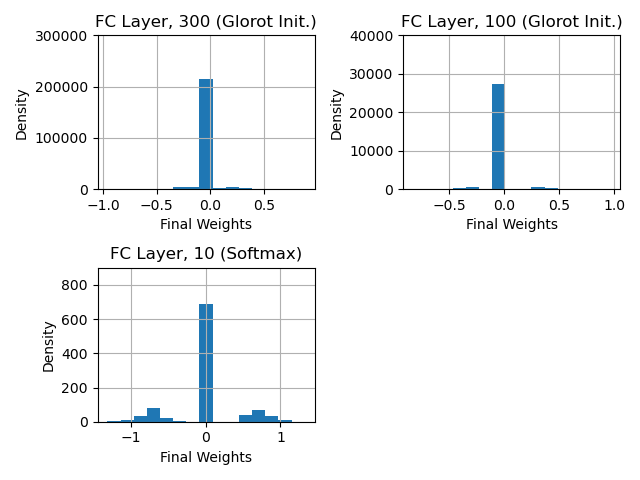 FC Layer, 300 (Glorot Init.)
300000
200000
100000
0
Density
−1.0 −0.5 0.0 0.5
Final Weights
FC Layer, 100 (Glorot Init.)
40000
30000
20000
10000
0
Density
−0.5 0.0 0.5 1.0
Final Weights
FC Layer, 10 (Softmax)
800
600
400
200
0
Density
−1 0 1
Final Weights